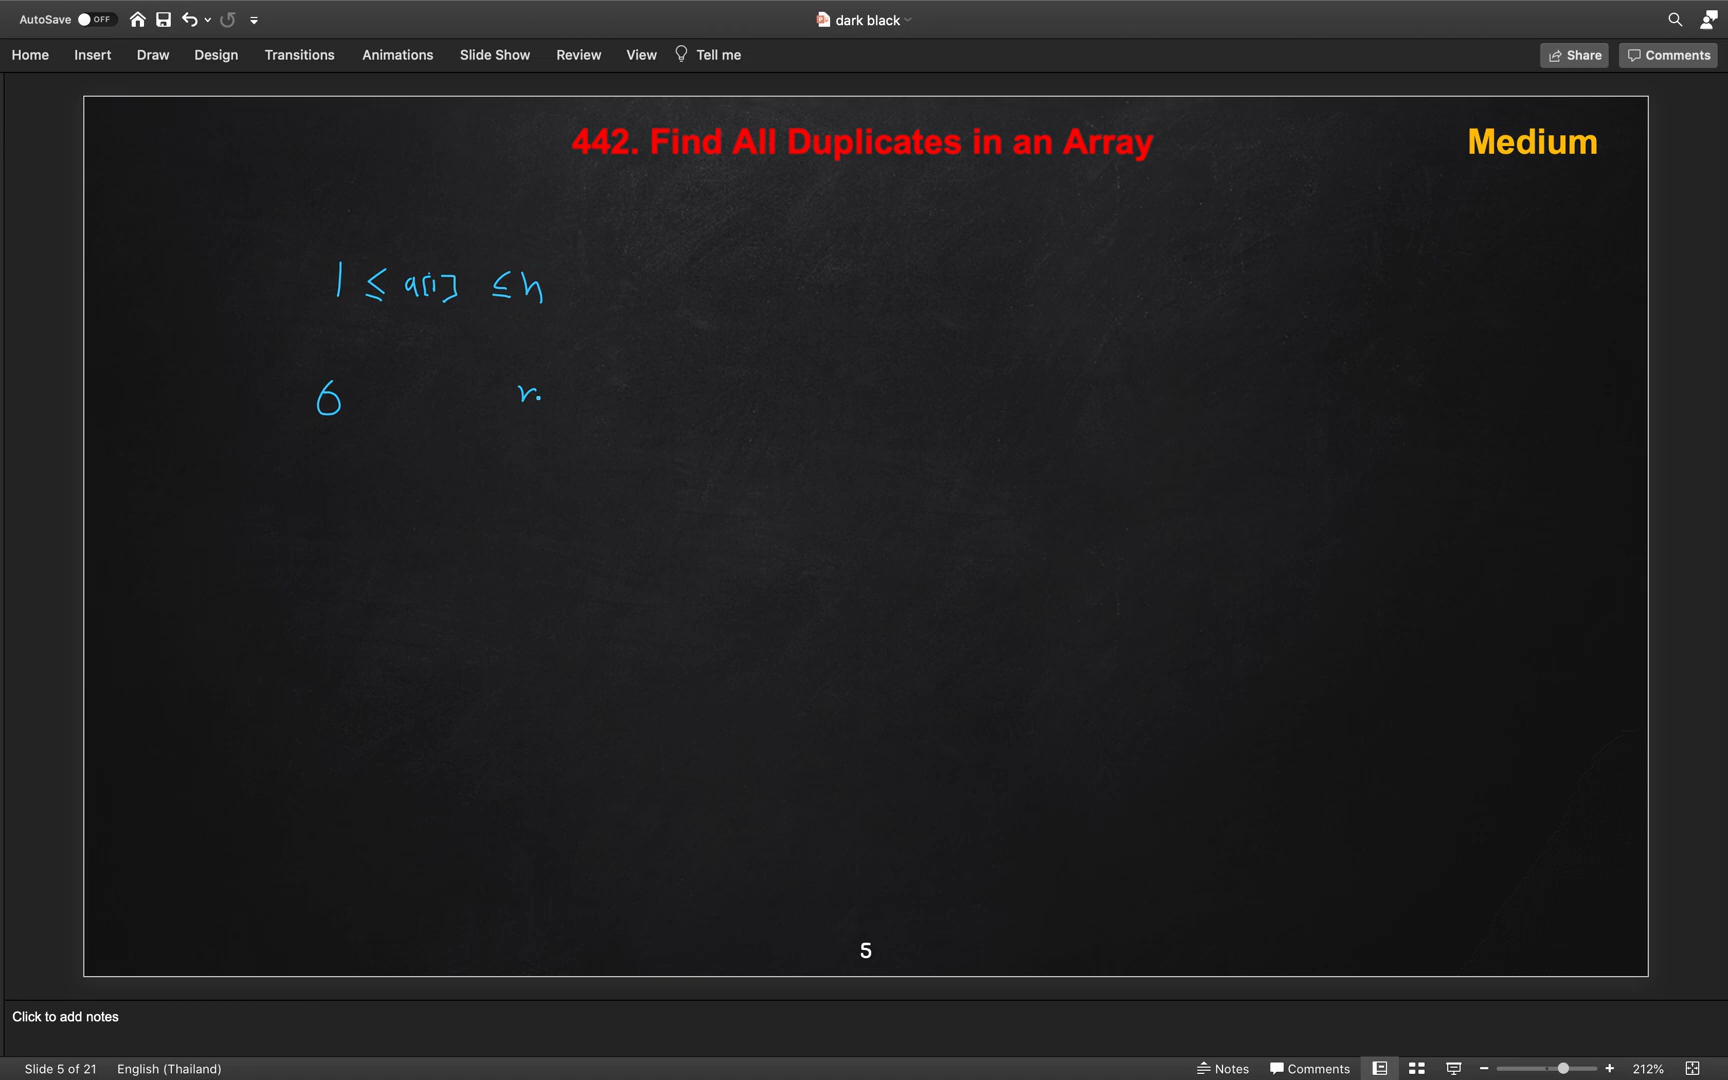 AutoSave OFF dark black
Home Insert Draw Design Transitions Animations Slide Show Review View Tell me Share Comments
442. Find All Duplicates in an Array Medium
1 ≤ a[i] ≤ n
6 r.
5
Click to add notes
Slide 5 of 21 English (Thailand) Notes Comments 212%